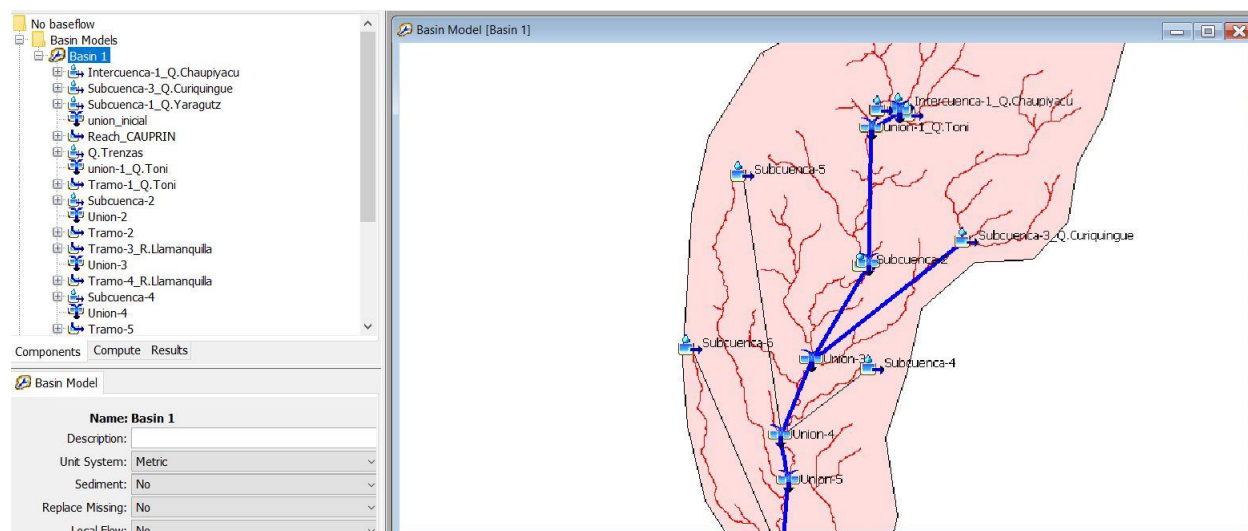 No baseflow
Basin Models
Basin 1
Intercuenca-1_Q.Chaupiyacu
Subcuenca-3_Q.Curiquingue
Subcuenca-1_Q.Yaragutz
union_inicial
Reach_CAUPRIN
Q.Trenzas
union-1_Q.Toni
Tramo-1_Q.Toni
Subcuenca-2
Union-2
Tramo-2
Tramo-3_R.Llamanquilla
Union-3
Tramo-4_R.Llamanquilla
Subcuenca-4
Union-4
Tramo-5
Components Compute Results
Basin Model
Name: Basin 1
Description:
Unit System: Metric
Sediment: No
Replace Missing: No
Local Flow: No
Basin Model [Basin 1]
Intercuenca-1_Q.Chaupiyacu
union-1_Q.Toni
Subcuenca-5
Subcuenca-3_Q.Curiquingue
Subcuenca-2
Subcuenca-6
Union-3
Subcuenca-4
Union-4
Union-5